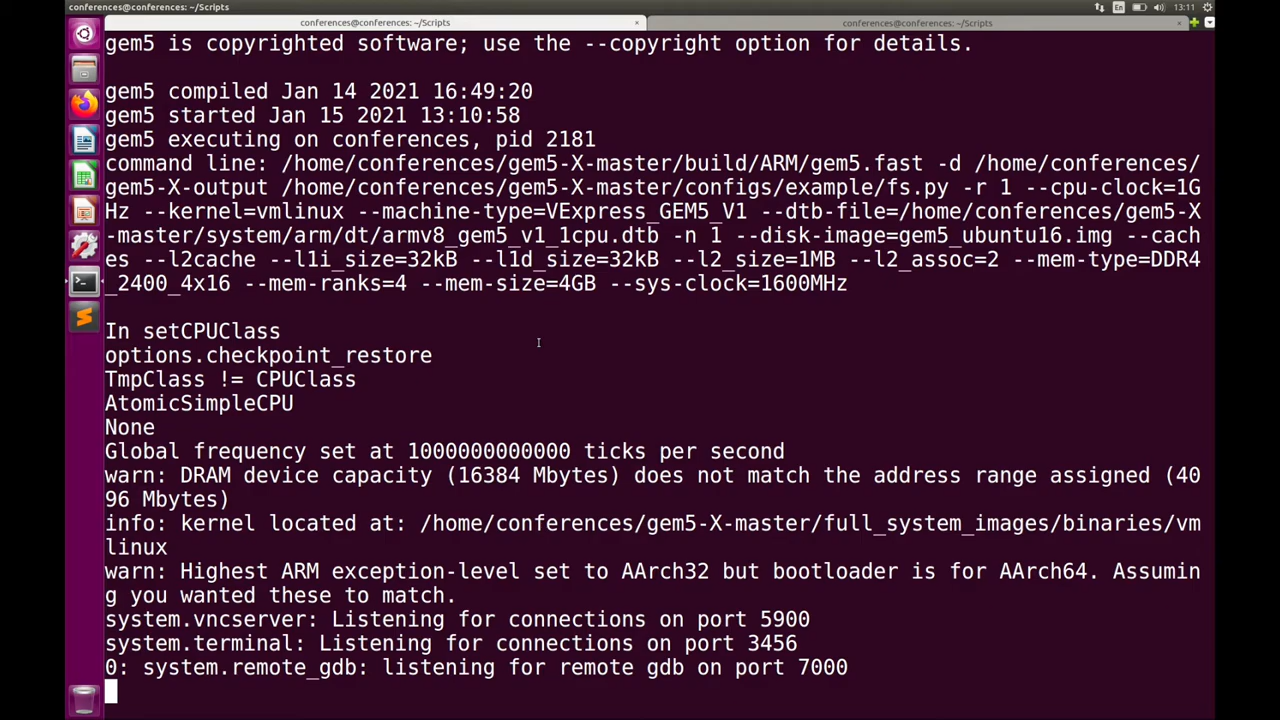 conferences@conferences: ~/Scripts
En
13:11
conferences@conferences: ~/Scripts
conferences@conferences: ~/Scripts
gem5 is copyrighted software; use the --copyright option for details.
gem5 compiled Jan 14 2021 16:49:20
gem5 started Jan 15 2021 13:10:58
gem5 executing on conferences, pid 2181
command line: /home/conferences/gem5-X-master/build/ARM/gem5.fast -d /home/conferences/
gem5-X-output /home/conferences/gem5-X-master/configs/example/fs.py -r 1 --cpu-clock=1G
Hz --kernel=vmlinux --machine-type=VExpress_GEM5_V1 --dtb-file=/home/conferences/gem5-X
-master/system/arm/dt/armv8_gem5_v1_1cpu.dtb -n 1 --disk-image=gem5_ubuntu16.img --cach
es --l2cache --l1i_size=32kB --l1d_size=32kB --l2_size=1MB --l2_assoc=2 --mem-type=DDR4
_2400_4x16 --mem-ranks=4 --mem-size=4GB --sys-clock=1600MHz
In setCPUClass
options.checkpoint_restore
TmpClass != CPUClass
AtomicSimpleCPU
None
Global frequency set at 1000000000000 ticks per second
warn: DRAM device capacity (16384 Mbytes) does not match the address range assigned (40
96 Mbytes)
info: kernel located at: /home/conferences/gem5-X-master/full_system_images/binaries/vm
linux
warn: Highest ARM exception-level set to AArch32 but bootloader is for AArch64. Assumin
g you wanted these to match.
system.vncserver: Listening for connections on port 5900
system.terminal: Listening for connections on port 3456
0: system.remote_gdb: listening for remote gdb on port 7000